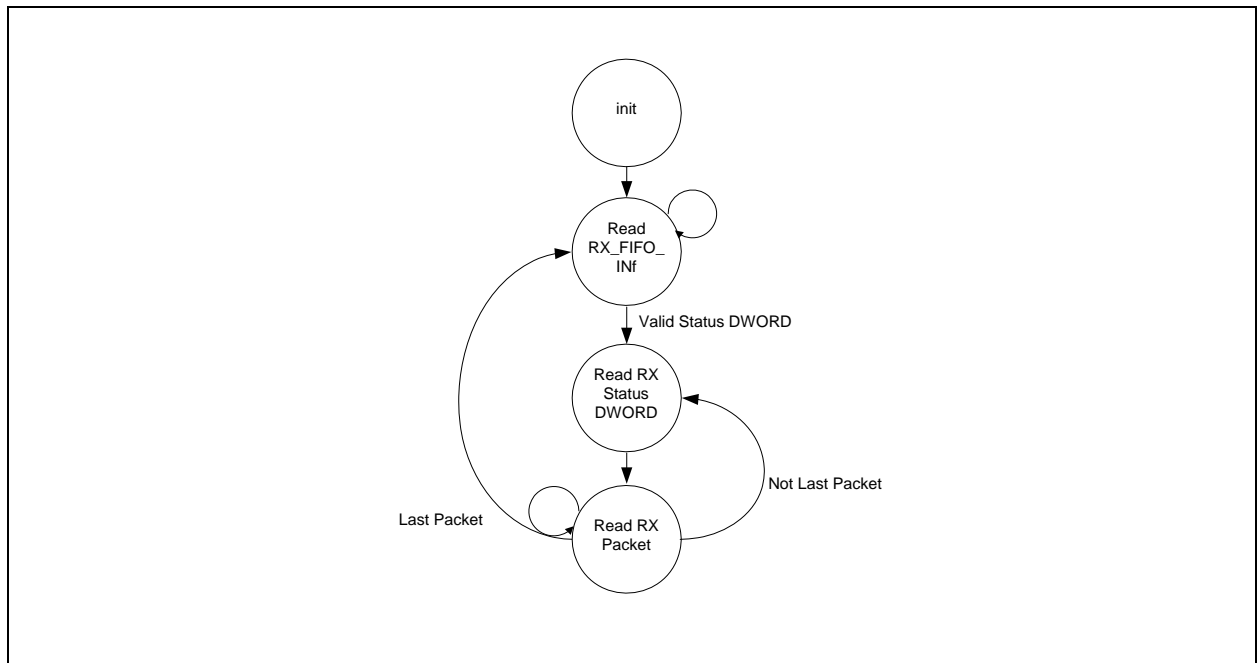 init
Read
RX_FIFO_
INf
Valid Status DWORD
Read RX
Status
DWORD
Not Last Packet
Last Packet
Read RX
Packet